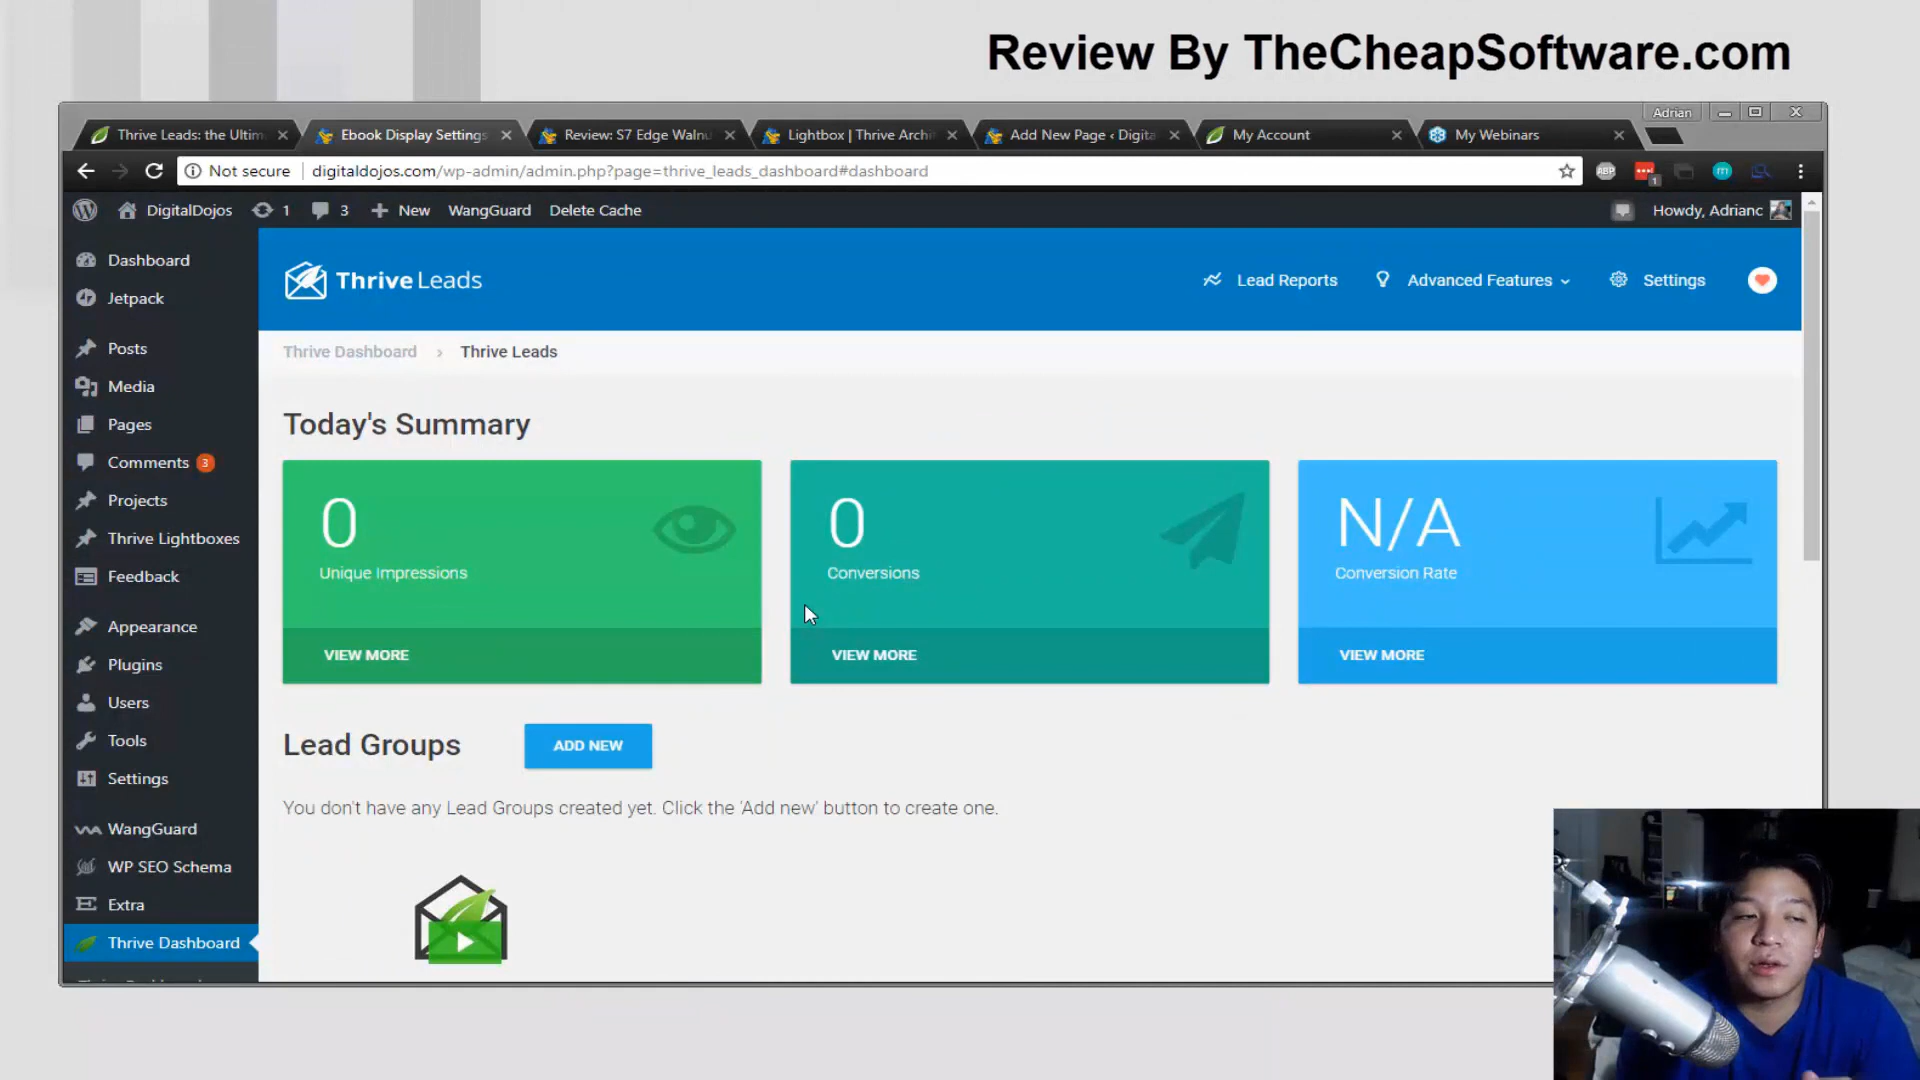 Review By TheCheapSoftware.com
Adrian
Thrive Leads: the Ultim
Ebook Display Settings
Review: S7 Edge Walnu
Lightbox | Thrive Archi
Add New Page ‹ Digita
My Account
My Webinars
Not secure
digitaldojos.com/wp-admin/admin.php?page=thrive_leads_dashboard#dashboard
ABP
1
m
DigitalDojos
1
3
New
WangGuard
Delete Cache
Howdy, Adrianc
Dashboard
Jetpack
Posts
Media
Pages
Comments 3
Projects
Thrive Lightboxes
Feedback
Appearance
Plugins
Users
Tools
Settings
WangGuard
WP SEO Schema
Extra
Thrive Dashboard
Thrive Leads
Lead Reports
Advanced Features
Settings
Thrive Dashboard › Thrive Leads
Today's Summary
0
Unique Impressions
VIEW MORE
0
Conversions
VIEW MORE
N/A
Conversion Rate
VIEW MORE
Lead Groups
ADD NEW
You don't have any Lead Groups created yet. Click the 'Add new' button to create one.